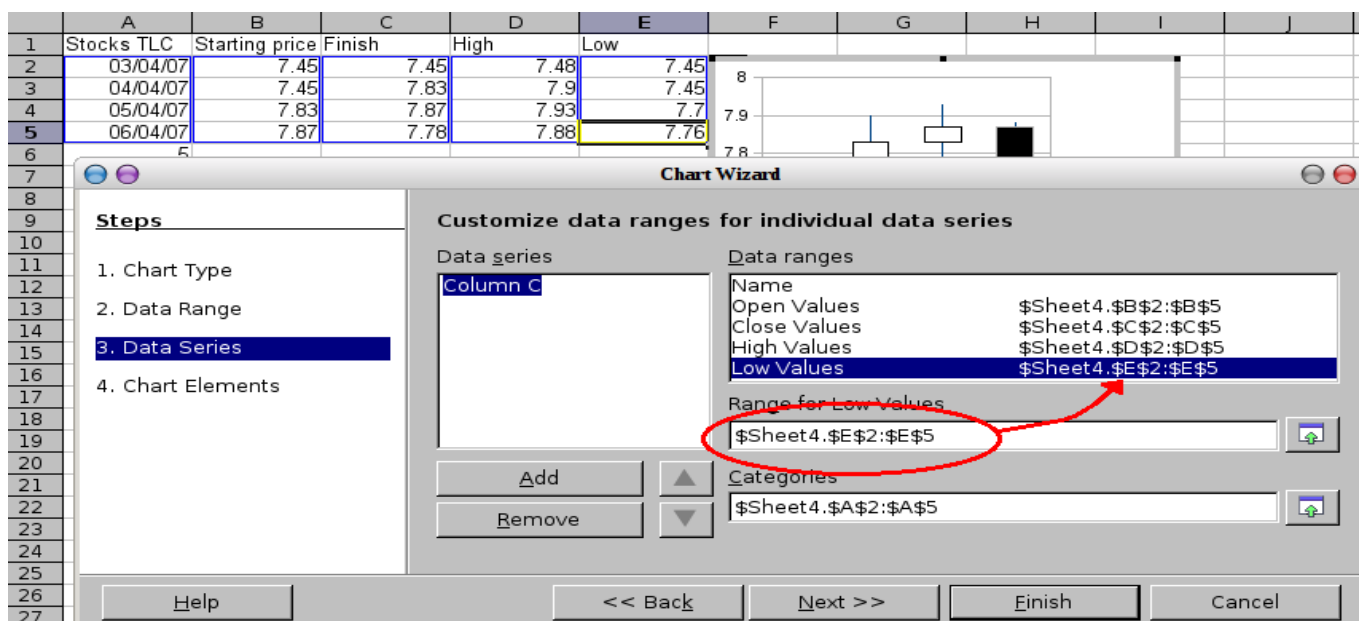 A B C D E F G H I J
1 Stocks TLC Starting price Finish High Low
2 03/04/07 7.45 7.45 7.48 7.45
3 04/04/07 7.45 7.83 7.9 7.45
4 05/04/07 7.83 7.87 7.93 7.7
5 06/04/07 7.87 7.78 7.88 7.76
6 5
7
8
9
10
11
12
13
14
15
16
17
18
19
20
21
22
23
24
25
26
27
8
7.9
7.8
Chart Wizard
Steps
1. Chart Type
2. Data Range
3. Data Series
4. Chart Elements
Customize data ranges for individual data series
Data series
Column C
Add
Remove
Data ranges
Name
Open Values $Sheet4.$B$2:$B$5
Close Values $Sheet4.$C$2:$C$5
High Values $Sheet4.$D$2:$D$5
Low Values $Sheet4.$E$2:$E$5
Range for Low Values
$Sheet4.$E$2:$E$5
Categories
$Sheet4.$A$2:$A$5
Help << Back Next >> Finish Cancel